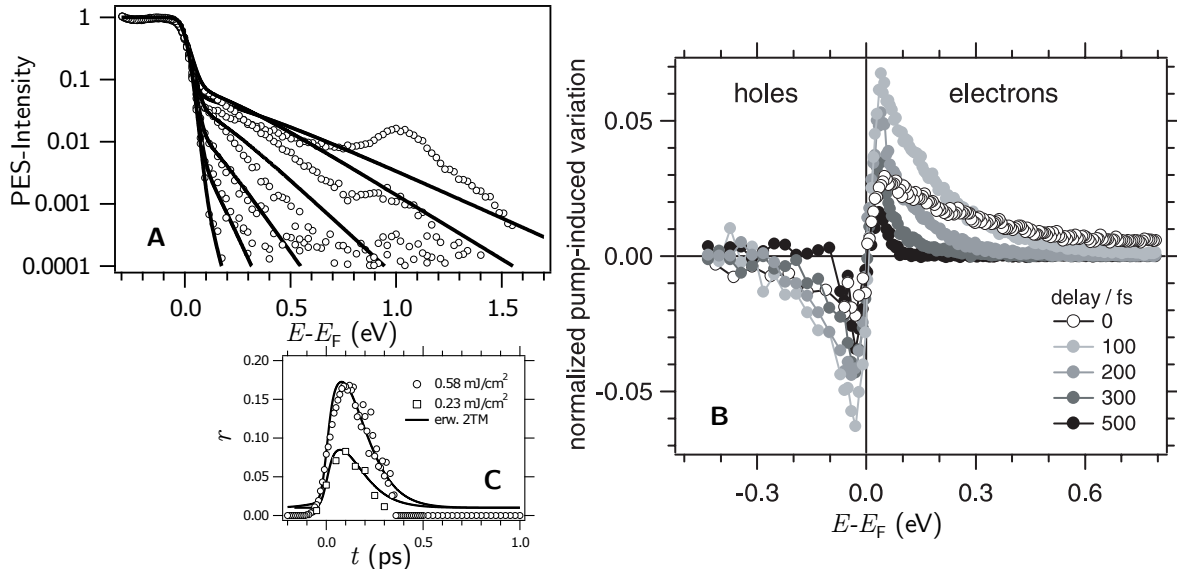 PES-Intensity
1
0.1
0.01
0.001
0.0001
A
0.0 0.5 1.0 1.5
E-E_F (eV)
r
0.20
0.15
0.10
0.05
0.00
0.58 mJ/cm²
0.23 mJ/cm²
erw. 2TM
C
0.0 0.5 1.0
t (ps)
normalized pump-induced variation
0.05
0.00
-0.05
holes electrons
delay / fs
0
100
200
300
500
B
-0.3 0.0 0.3 0.6
E-E_F (eV)